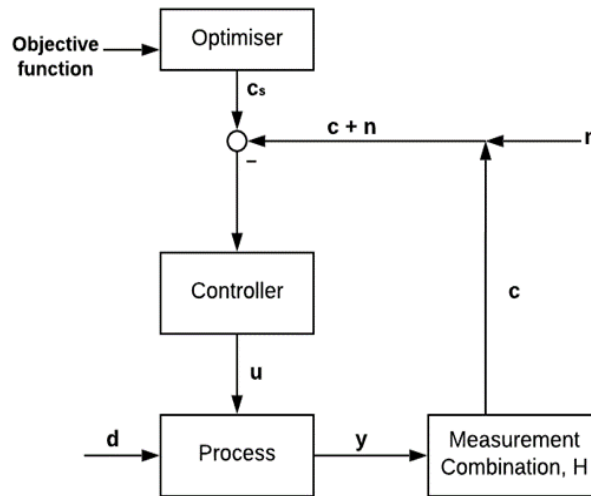 Optimiser
Objective
function
cs
c + n
n
–
Controller
c
u
d
Process
y
Measurement
Combination, H